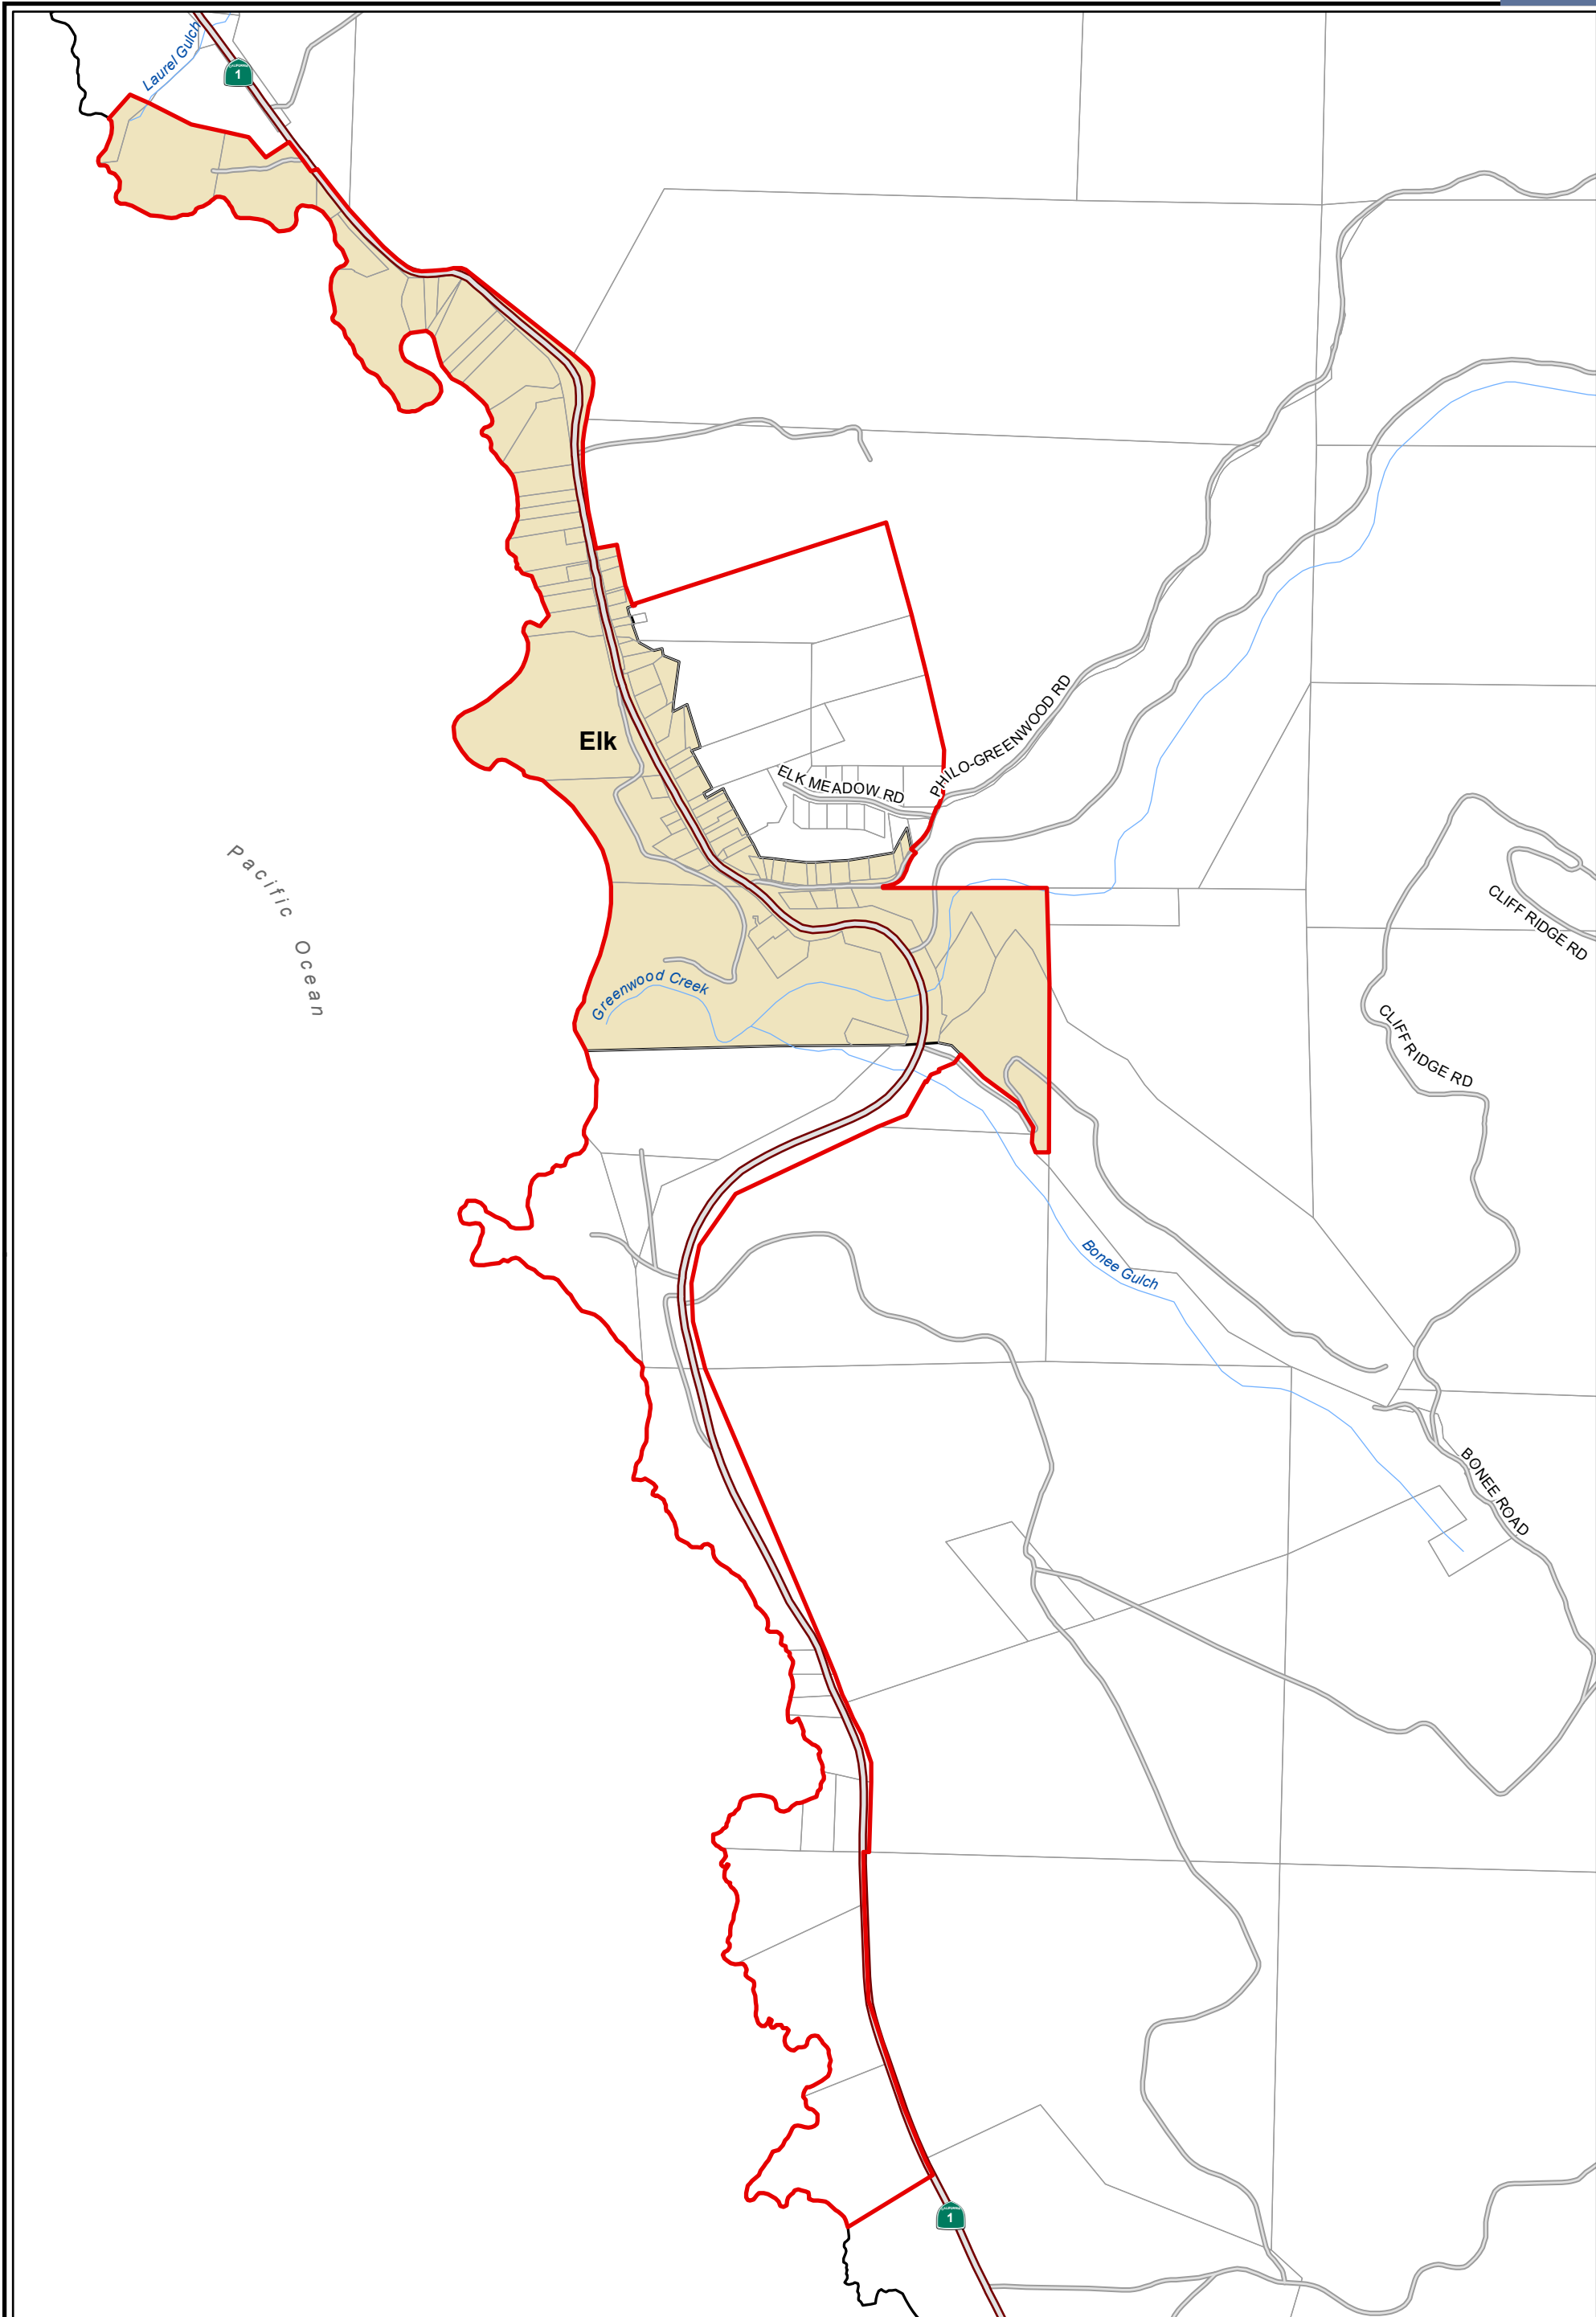 Laurel Gulch
1
Elk
ELK MEADOW RD
PHILO-GREENWOOD RD
Pacific Ocean
CLIFF RIDGE RD
Greenwood Creek
CLIFF RIDGE RD
Bonee Gulch
BONEE ROAD
1